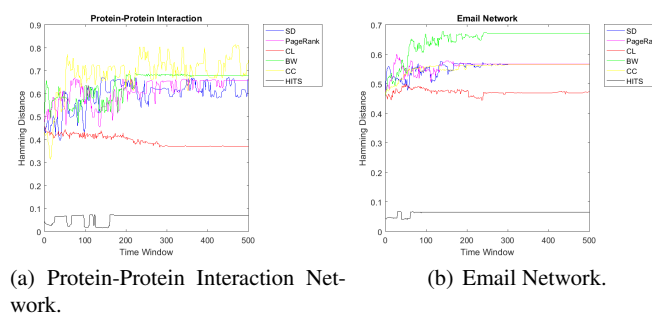 Protein-Protein Interaction
Hamming Distance
0.9
0.8
0.7
0.6
0.5
0.4
0.3
0.2
0.1
0
0 100 200 300 400 500
Time Window
SD
PageRank
CL
BW
CC
HITS
Email Network
Hamming Distance
0.7
0.6
0.5
0.4
0.3
0.2
0.1
0
0 100 200 300 400 500
Time Window
SD
PageRa
CL
BW
CC
HITS
(a) Protein-Protein Interaction Net-
work.
(b) Email Network.